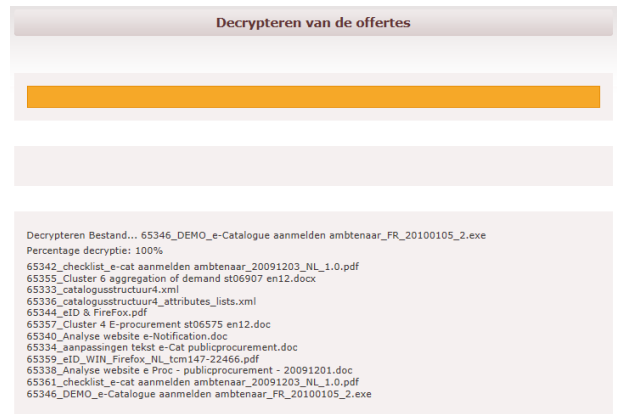 Decrypteren van de offertes
Decrypteren Bestand... 65346_DEMO_e-Catalogue aanmelden ambtenaar_FR_20100105_2.exe
Percentage decryptie: 100%
65342_checklist_e-cat aanmelden ambtenaar_20091203_NL_1.0.pdf
65355_Cluster 6 aggregation of demand st06907 en12.docx
65333_catalogusstructuur4.xml
65336_catalogusstructuur4_attributes_lists.xml
65344_eID & FireFox.pdf
65357_Cluster 4 E-procurement st06575 en12.doc
65340_Analyse website e-Notification.doc
65334_aanpassingen tekst e-Cat publicprocurement.doc
65359_eID_WIN_Firefox_NL_tcm147-22466.pdf
65338_Analyse website e Proc - publicprocurement - 20091201.doc
65361_checklist_e-cat aanmelden ambtenaar_20091203_NL_1.0.pdf
65346_DEMO_e-Catalogue aanmelden ambtenaar_FR_20100105_2.exe